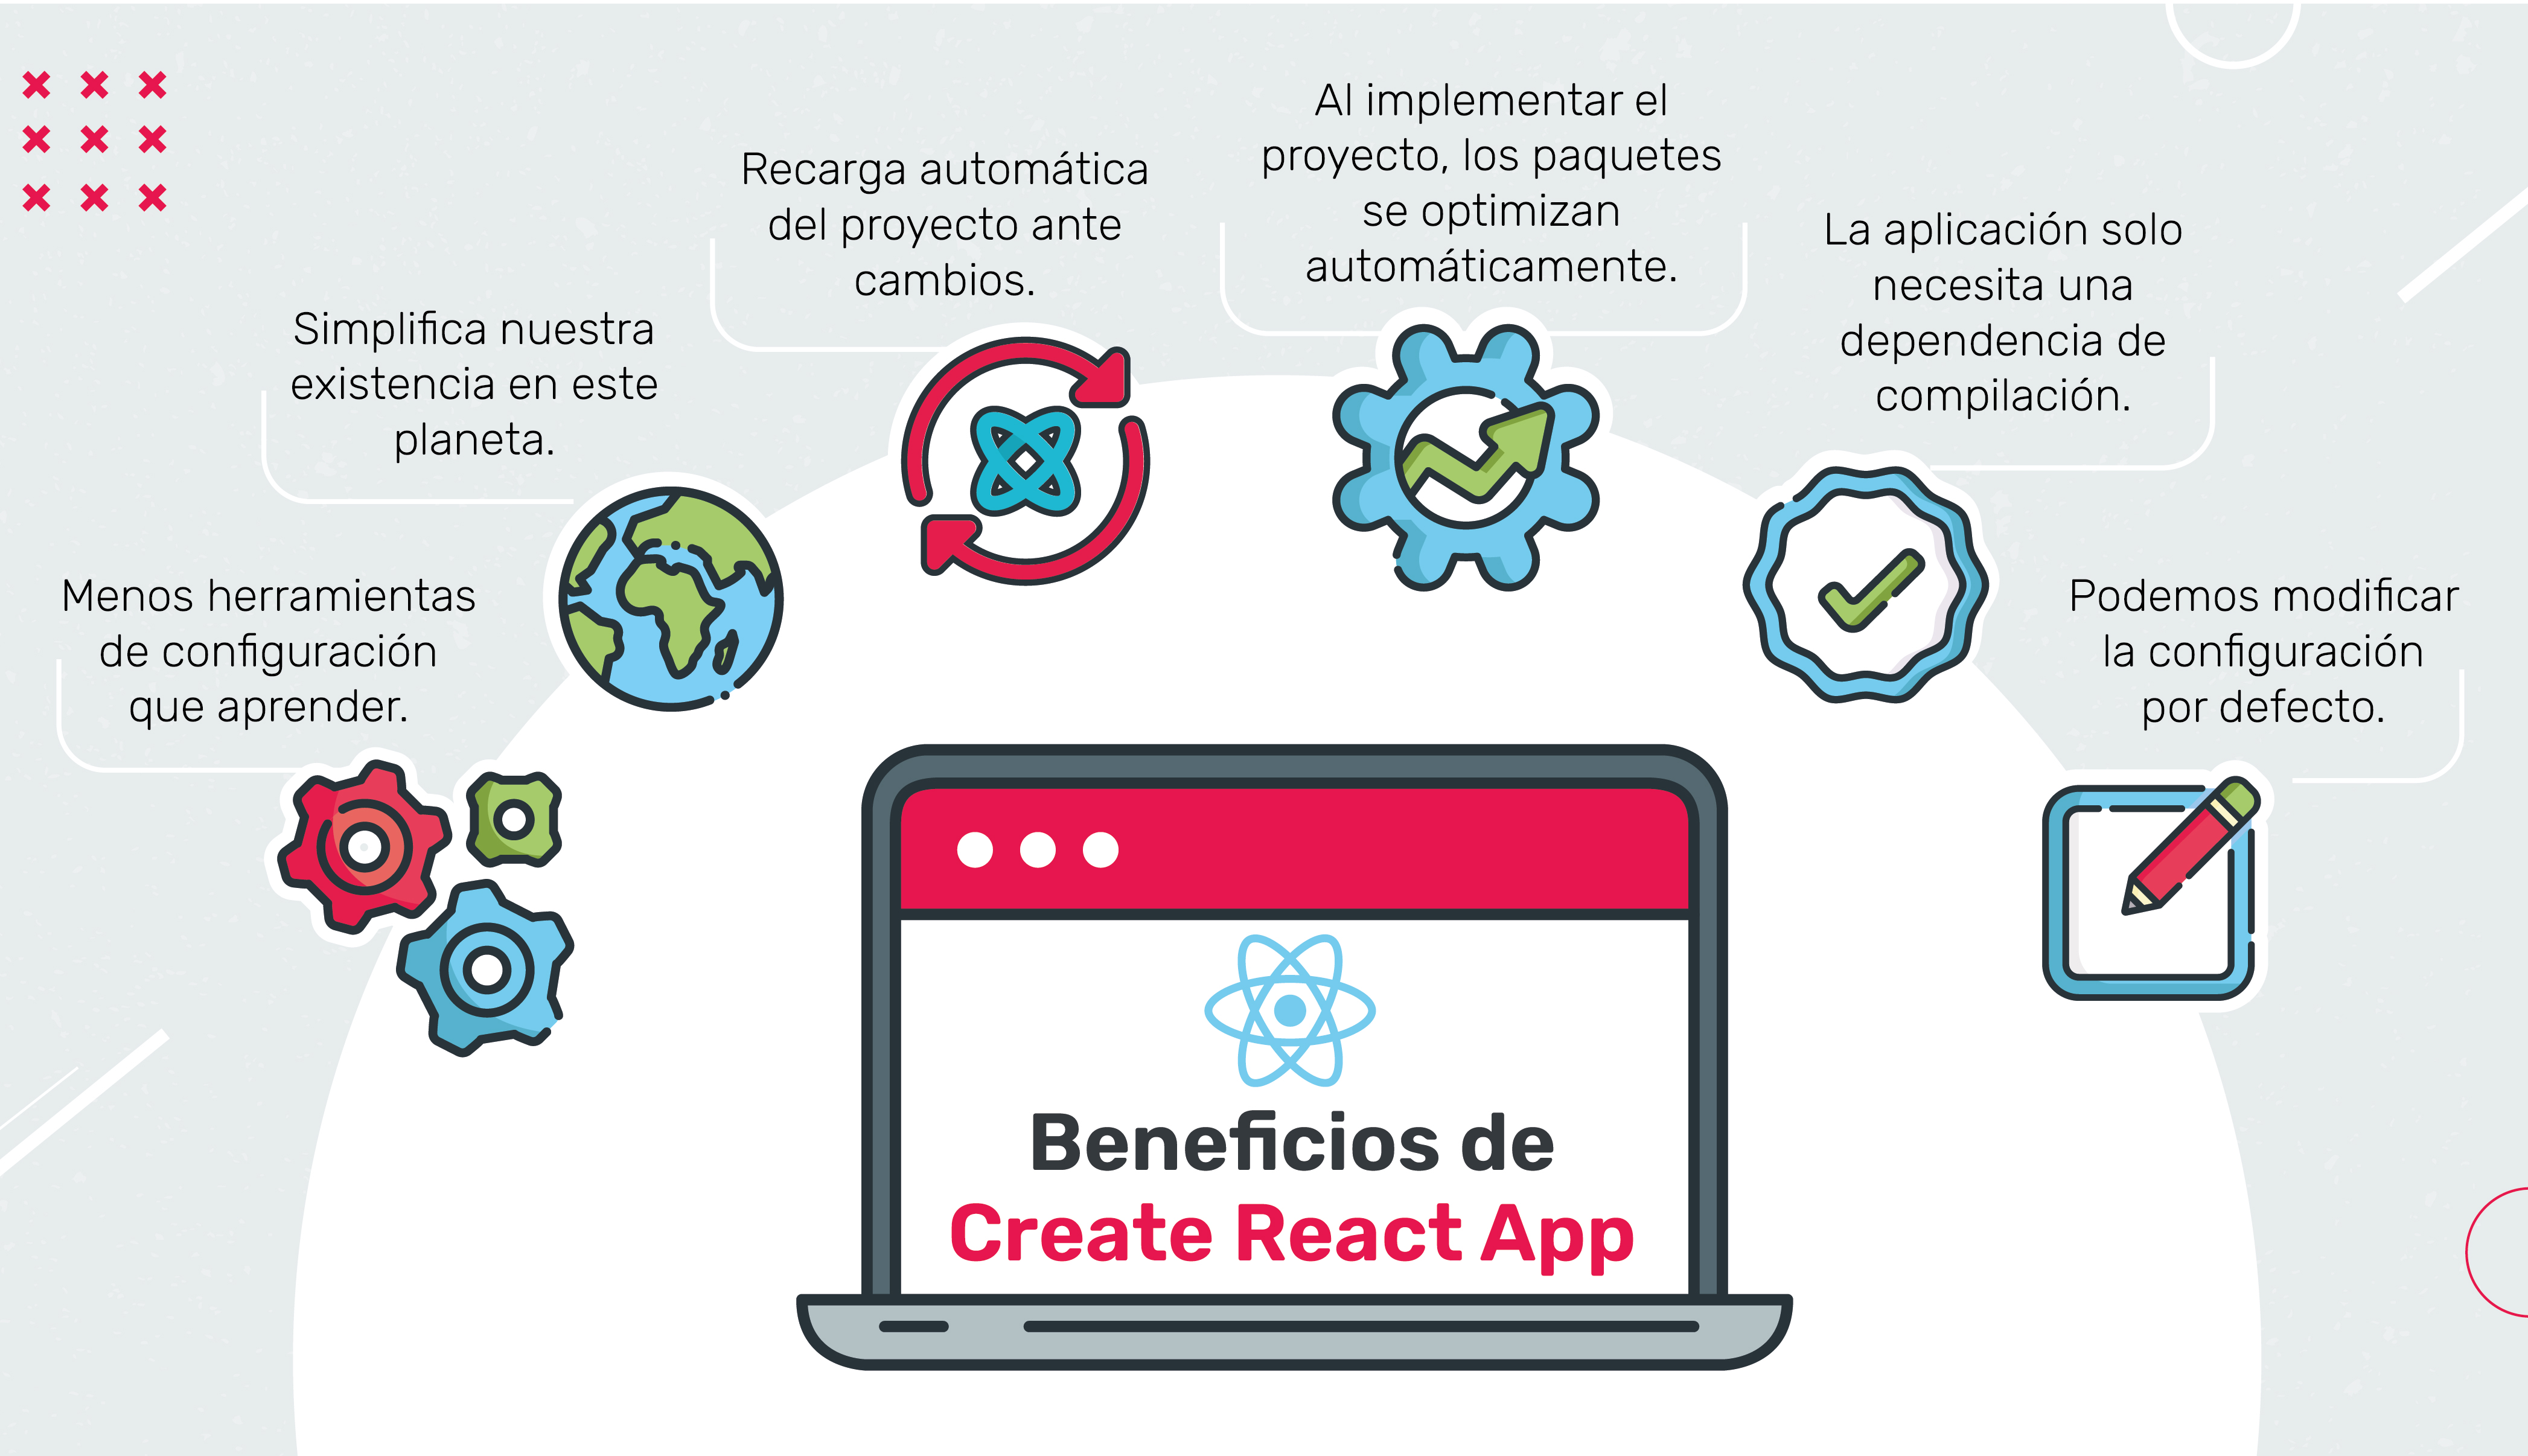 Menos herramientas
de configuración
que aprender.
Simplifica nuestra
existencia en este
planeta.
Recarga automática
del proyecto ante
cambios.
Al implementar el
proyecto, los paquetes
se optimizan
automáticamente.
La aplicación solo
necesita una
dependencia de
compilación.
Podemos modificar
la configuración
por defecto.
Beneficios de
Create React App